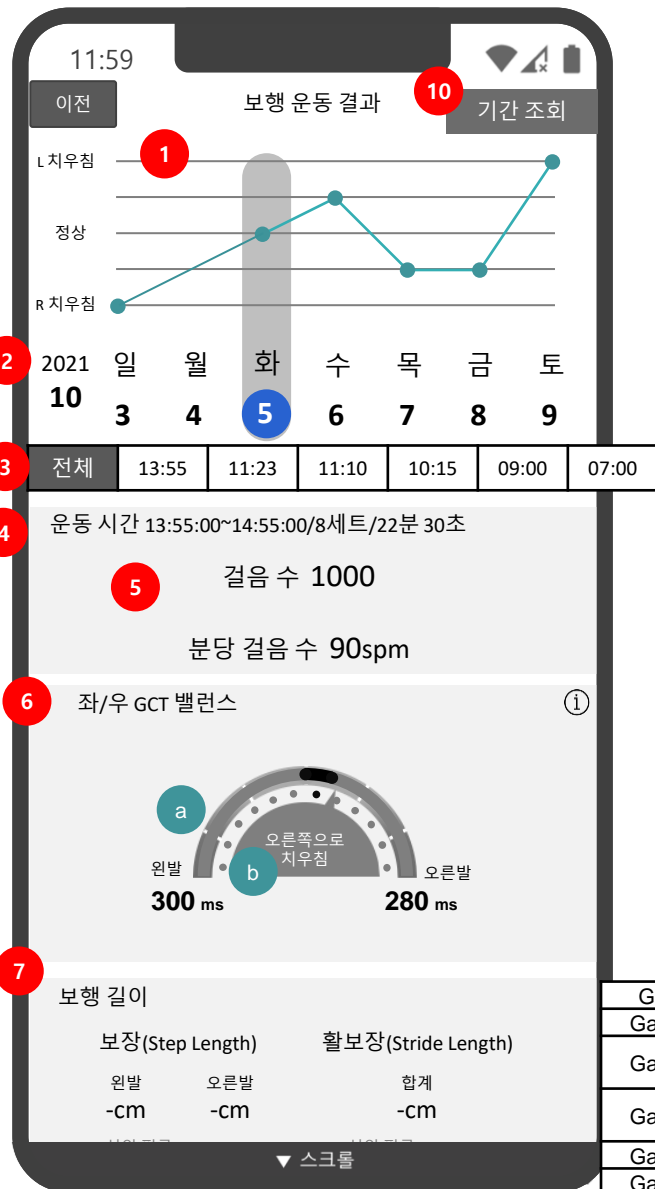 11:59
이전
보행 운동 결과
10
기간 조회
L 치우침
1
정상
R 치우침
2
2021
10
일 월 화 수 목 금 토
3 4 5 6 7 8 9
3
전체 13:55 11:23 11:10 10:15 09:00 07:00
4
운동 시간 13:55:00~14:55:00/8세트/22분 30초
5
걸음 수 1000
분당 걸음 수 90spm
6
좌/우 GCT 밸런스
i
a
오른쪽으로
치우침
b
왼발
오른발
300 ms
280 ms
7
보행 길이
보장(Step Length) 활보장(Stride Length)
왼발 오른발 합계
-cm -cm -cm
▼ 스크롤